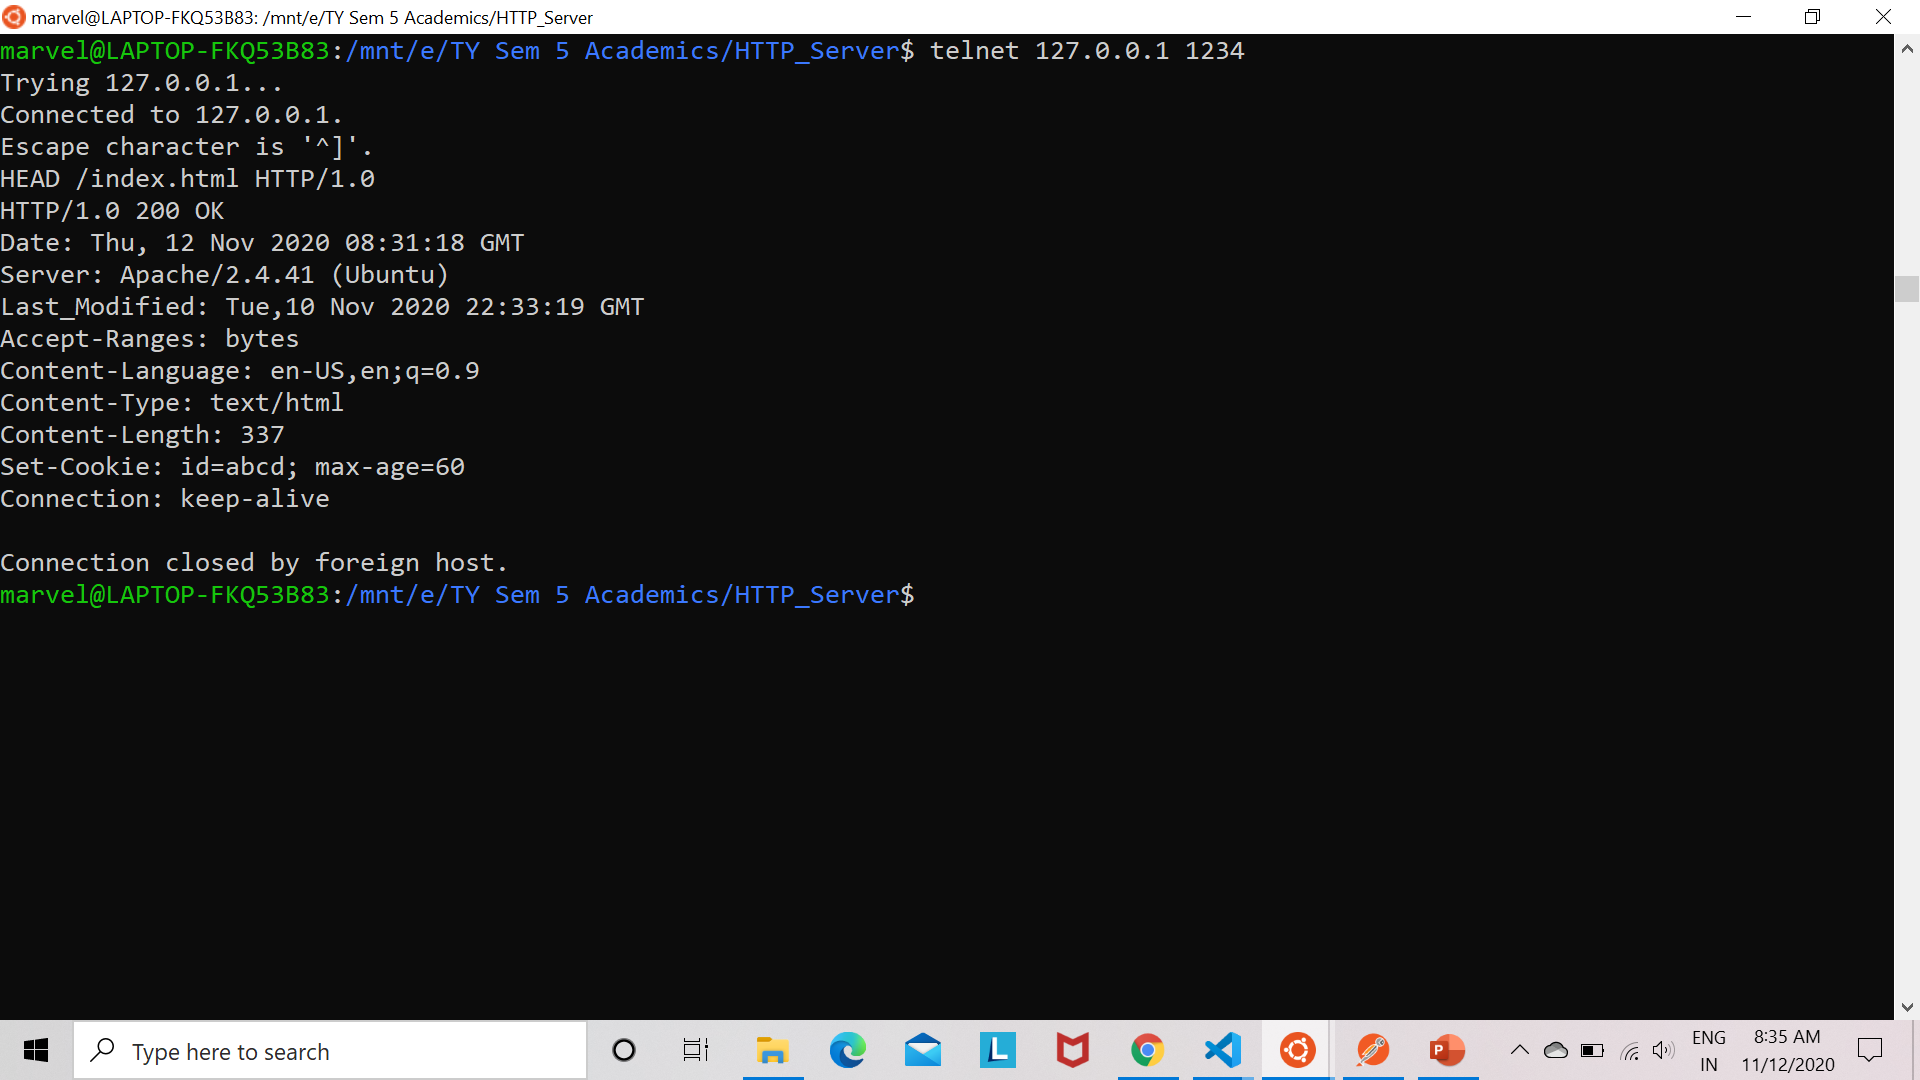 marvel@LAPTOP-FKQ53B83: /mnt/e/TY Sem 5 Academics/HTTP_Server
marvel@LAPTOP-FKQ53B83:/mnt/e/TY Sem 5 Academics/HTTP_Server$ telnet 127.0.0.1 1234
Trying 127.0.0.1...
Connected to 127.0.0.1.
Escape character is '^]'.
HEAD /index.html HTTP/1.0
HTTP/1.0 200 OK
Date: Thu, 12 Nov 2020 08:31:18 GMT
Server: Apache/2.4.41 (Ubuntu)
Last_Modified: Tue,10 Nov 2020 22:33:19 GMT
Accept-Ranges: bytes
Content-Language: en-US,en;q=0.9
Content-Type: text/html
Content-Length: 337
Set-Cookie: id=abcd; max-age=60
Connection: keep-alive
Connection closed by foreign host.
marvel@LAPTOP-FKQ53B83:/mnt/e/TY Sem 5 Academics/HTTP_Server$
Type here to search
L
P
ENG
IN
8:35 AM
11/12/2020